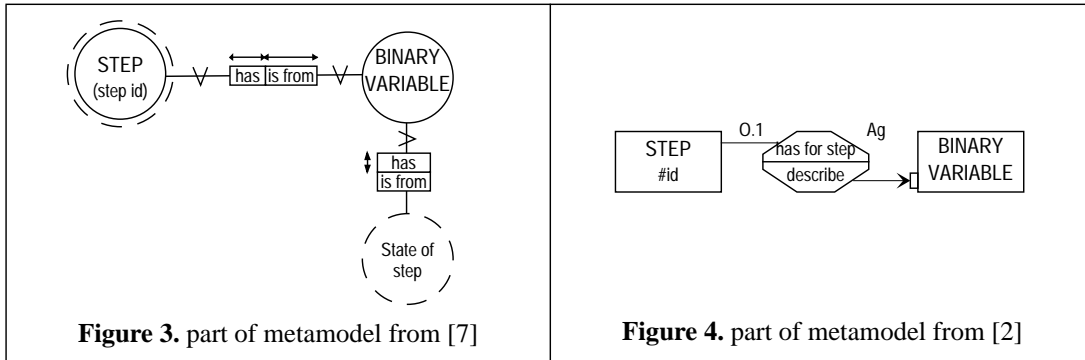 STEP
(step id)
has
is from
BINARY
VARIABLE
has
is from
State of
step
Figure 3. part of metamodel from [7]
STEP
#id
O.1
has for step
describe
Ag
BINARY
VARIABLE
Figure 4. part of metamodel from [2]